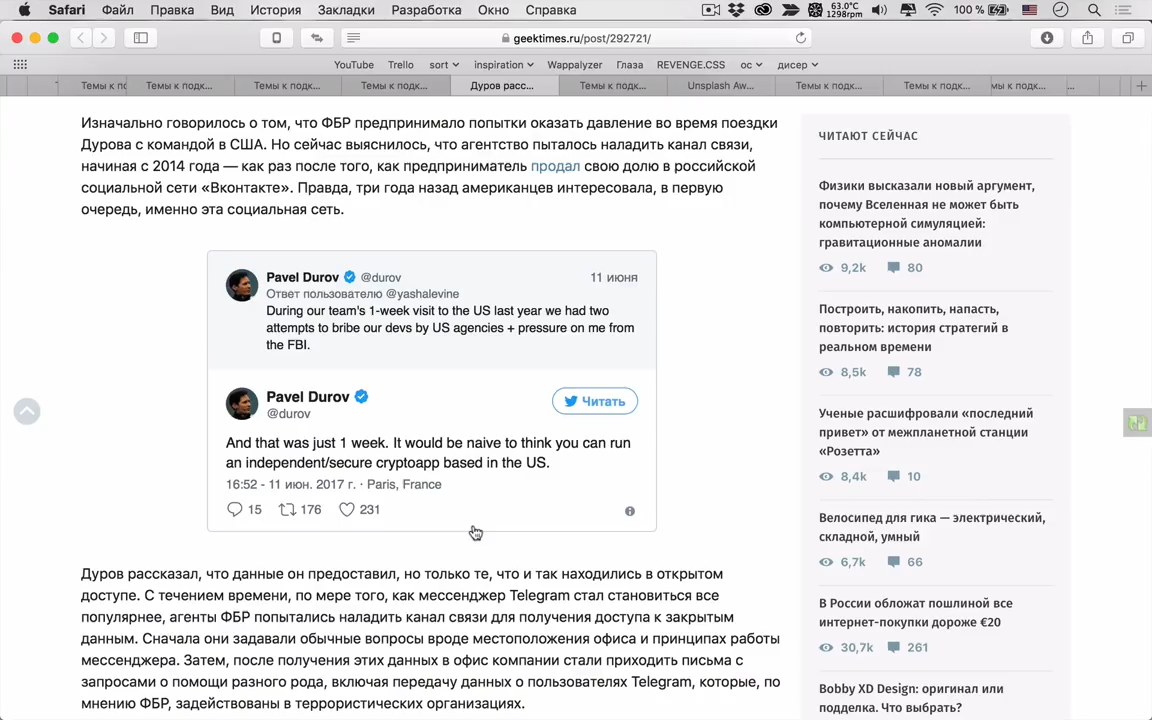 Safari Файл Правка Вид История Закладки Разработка Окно Справка 63.0°C 1298rpm 100 %
geektimes.ru/post/292721/
YouTube Trello sort inspiration Wappalyzer Глаза REVENGE.CSS ос дисер
Темы к по Темы к подк... Темы к подк... Темы к подк... Дуров расс... Темы к подк... Unsplash Aw... Темы к подк... Темы к подк... мы к подк... ...
Изначально говорилось о том, что ФБР предпринимало попытки оказать давление во время поездки
Дурова с командой в США. Но сейчас выяснилось, что агентство пыталось наладить канал связи,
начиная с 2014 года — как раз после того, как предприниматель продал свою долю в российской
социальной сети «Вконтакте». Правда, три года назад американцев интересовала, в первую
очередь, именно эта социальная сеть.
Pavel Durov @durov 11 июня
Ответ пользователю @yashalevine
During our team's 1-week visit to the US last year we had two
attempts to bribe our devs by US agencies + pressure on me from
the FBI.
Pavel Durov
@durov
Читать
And that was just 1 week. It would be naive to think you can run
an independent/secure cryptoapp based in the US.
16:52 - 11 июн. 2017 г. · Paris, France
15 176 231
Дуров рассказал, что данные он предоставил, но только те, что и так находились в открытом
доступе. С течением времени, по мере того, как мессенджер Telegram стал становиться все
популярнее, агенты ФБР попытались наладить канал связи для получения доступа к закрытым
данным. Сначала они задавали обычные вопросы вроде местоположения офиса и принципах работы
мессенджера. Затем, после получения этих данных в офис компании стали приходить письма с
запросами о помощи разного рода, включая передачу данных о пользователях Telegram, которые, по
мнению ФБР, задействованы в террористических организациях.
ЧИТАЮТ СЕЙЧАС
Физики высказали новый аргумент,
почему Вселенная не может быть
компьютерной симуляцией:
гравитационные аномалии
9,2k 80
Построить, накопить, напасть,
повторить: история стратегий в
реальном времени
8,5k 78
Ученые расшифровали «последний
привет» от межпланетной станции
«Розетта»
8,4k 10
Велосипед для гика — электрический,
складной, умный
6,7k 66
В России обложат пошлиной все
интернет-покупки дороже €20
30,7k 261
Bobby XD Design: оригинал или
подделка. Что выбрать?